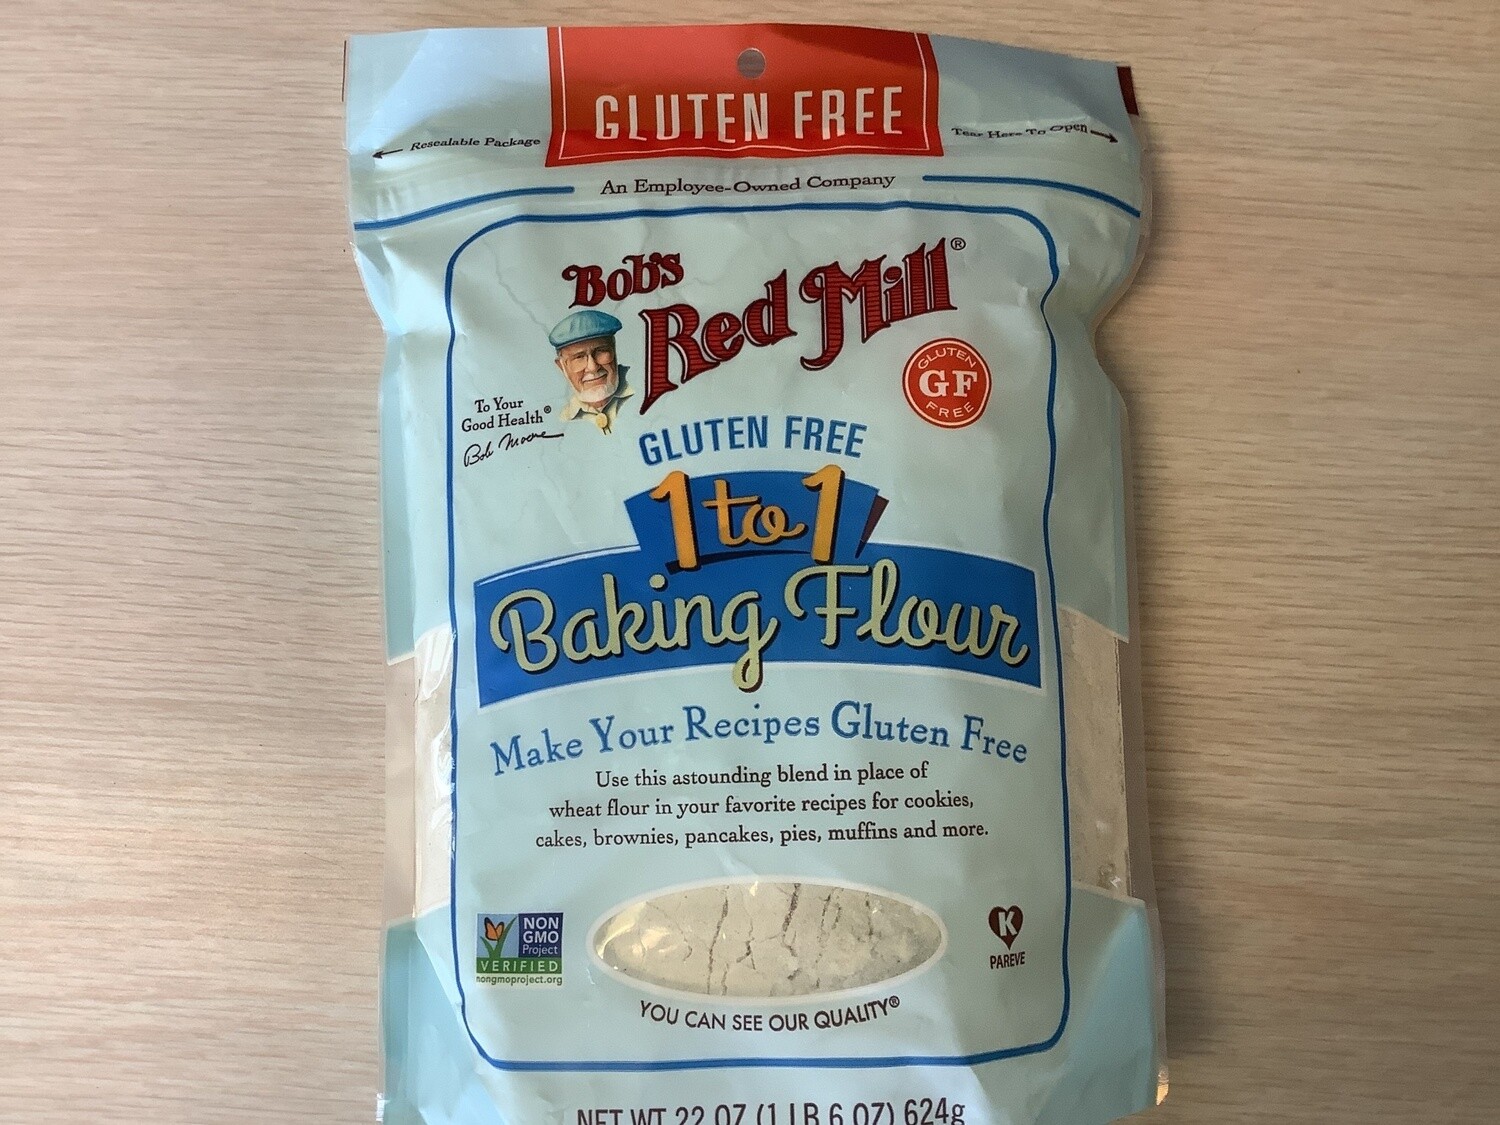 GLUTEN FREE
Resealable Package
Tear Here To Open
An Employee-Owned Company
Bob's
Red Mill®
To Your
Good Health®
Bob Moore
GLUTEN
GF
FREE
GLUTEN FREE
1 to 1
Baking Flour
Make Your Recipes Gluten Free
Use this astounding blend in place of
wheat flour in your favorite recipes for cookies,
cakes, brownies, pancakes, pies, muffins and more.
NON
GMO
Project
VERIFIED
nongmoproject.org
K
PAREVE
YOU CAN SEE OUR QUALITY®
NET WT 22 OZ (1 LB 6 OZ) 624g